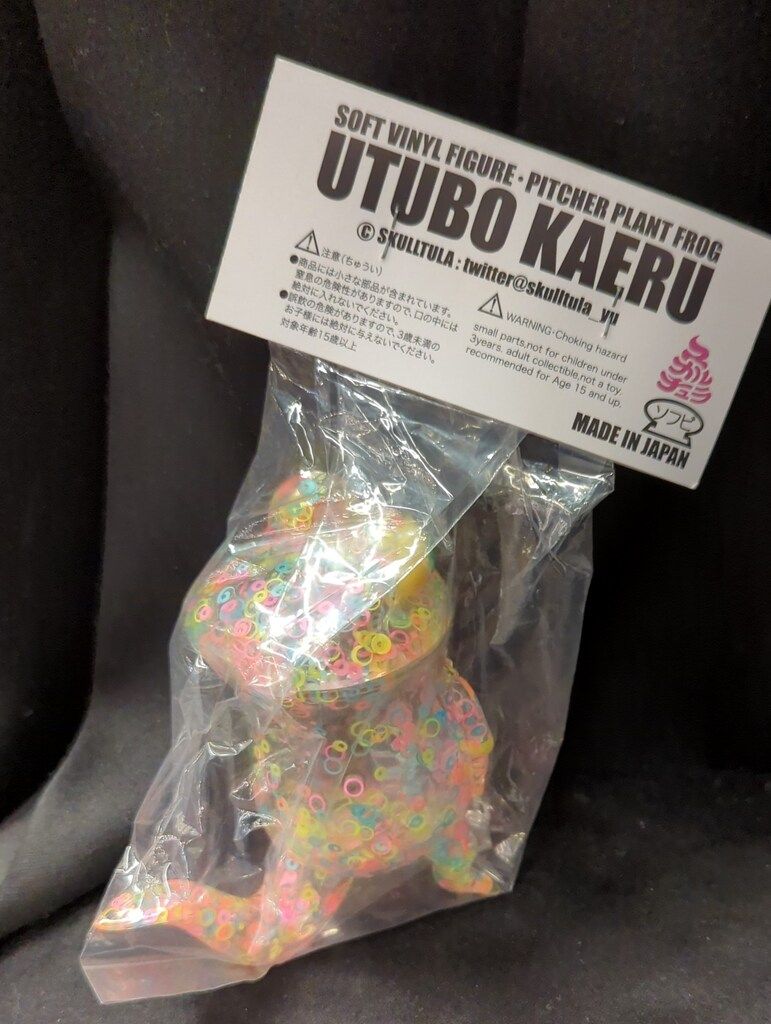 SOFT VINYL FIGURE・PITCHER PLANT FROG
UTUBO KAERU
© SKULLTULA : twitter@skulltula_yu
⚠ 注意(ちゅうい)
●商品には小さな部品が含まれています。
窒息の危険性がありますので、口の中には
絶対に入れないでください。
●誤飲の危険がありますので、3歳未満の
お子様には絶対に与えないでください。
対象年齢15歳以上
⚠ WARNING-Choking hazard
small parts,not for children under
3years. adult collectible,not a toy.
recommended for Age 15 and up.
ソフビ
MADE IN JAPAN